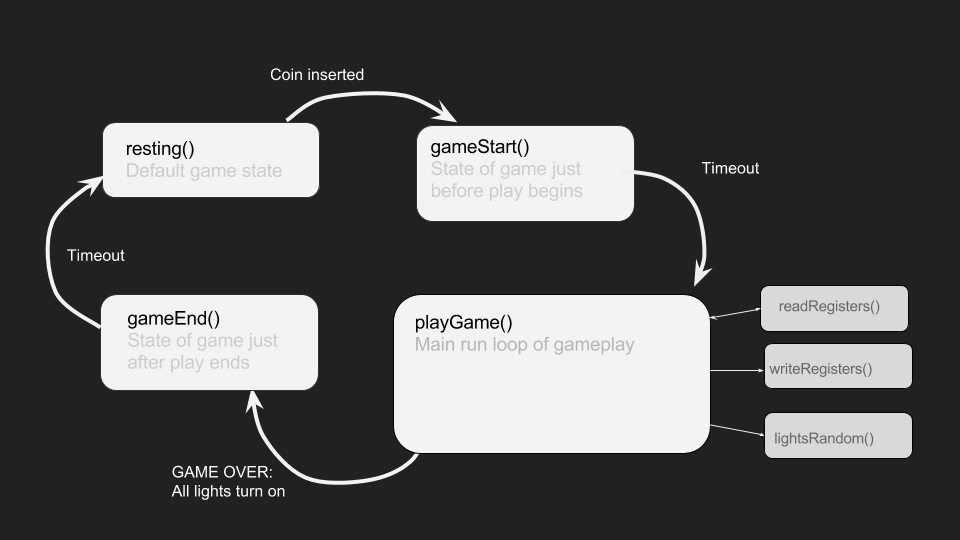 Coin inserted
resting()
Default game state
gameStart()
State of game just
before play begins
Timeout
Timeout
gameEnd()
State of game just
after play ends
playGame()
Main run loop of gameplay
readRegisters()
writeRegisters()
lightsRandom()
GAME OVER:
All lights turn on